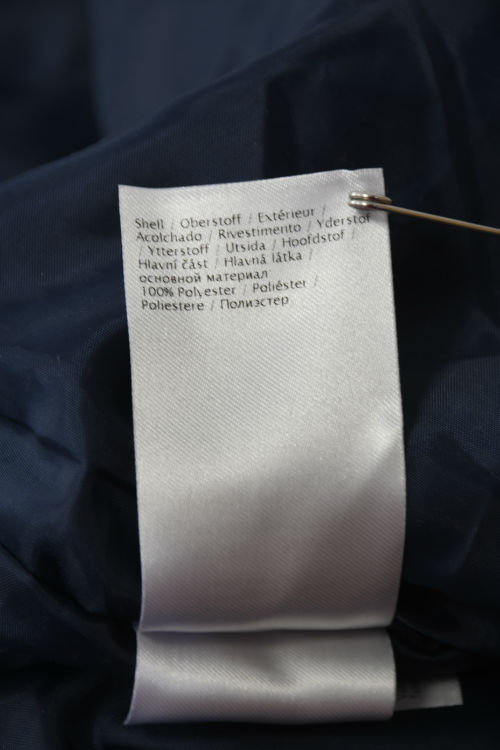 Shell / Oberstoff / Extérieur /
Acolchado / Rivestimento / Yderstof
/ Ytterstoff / Utsida / Hoofdstof /
Hlavní část / Hlavná látka /
основной материал
100% Polyester / Poliéster /
Poliestere / Полиэстер